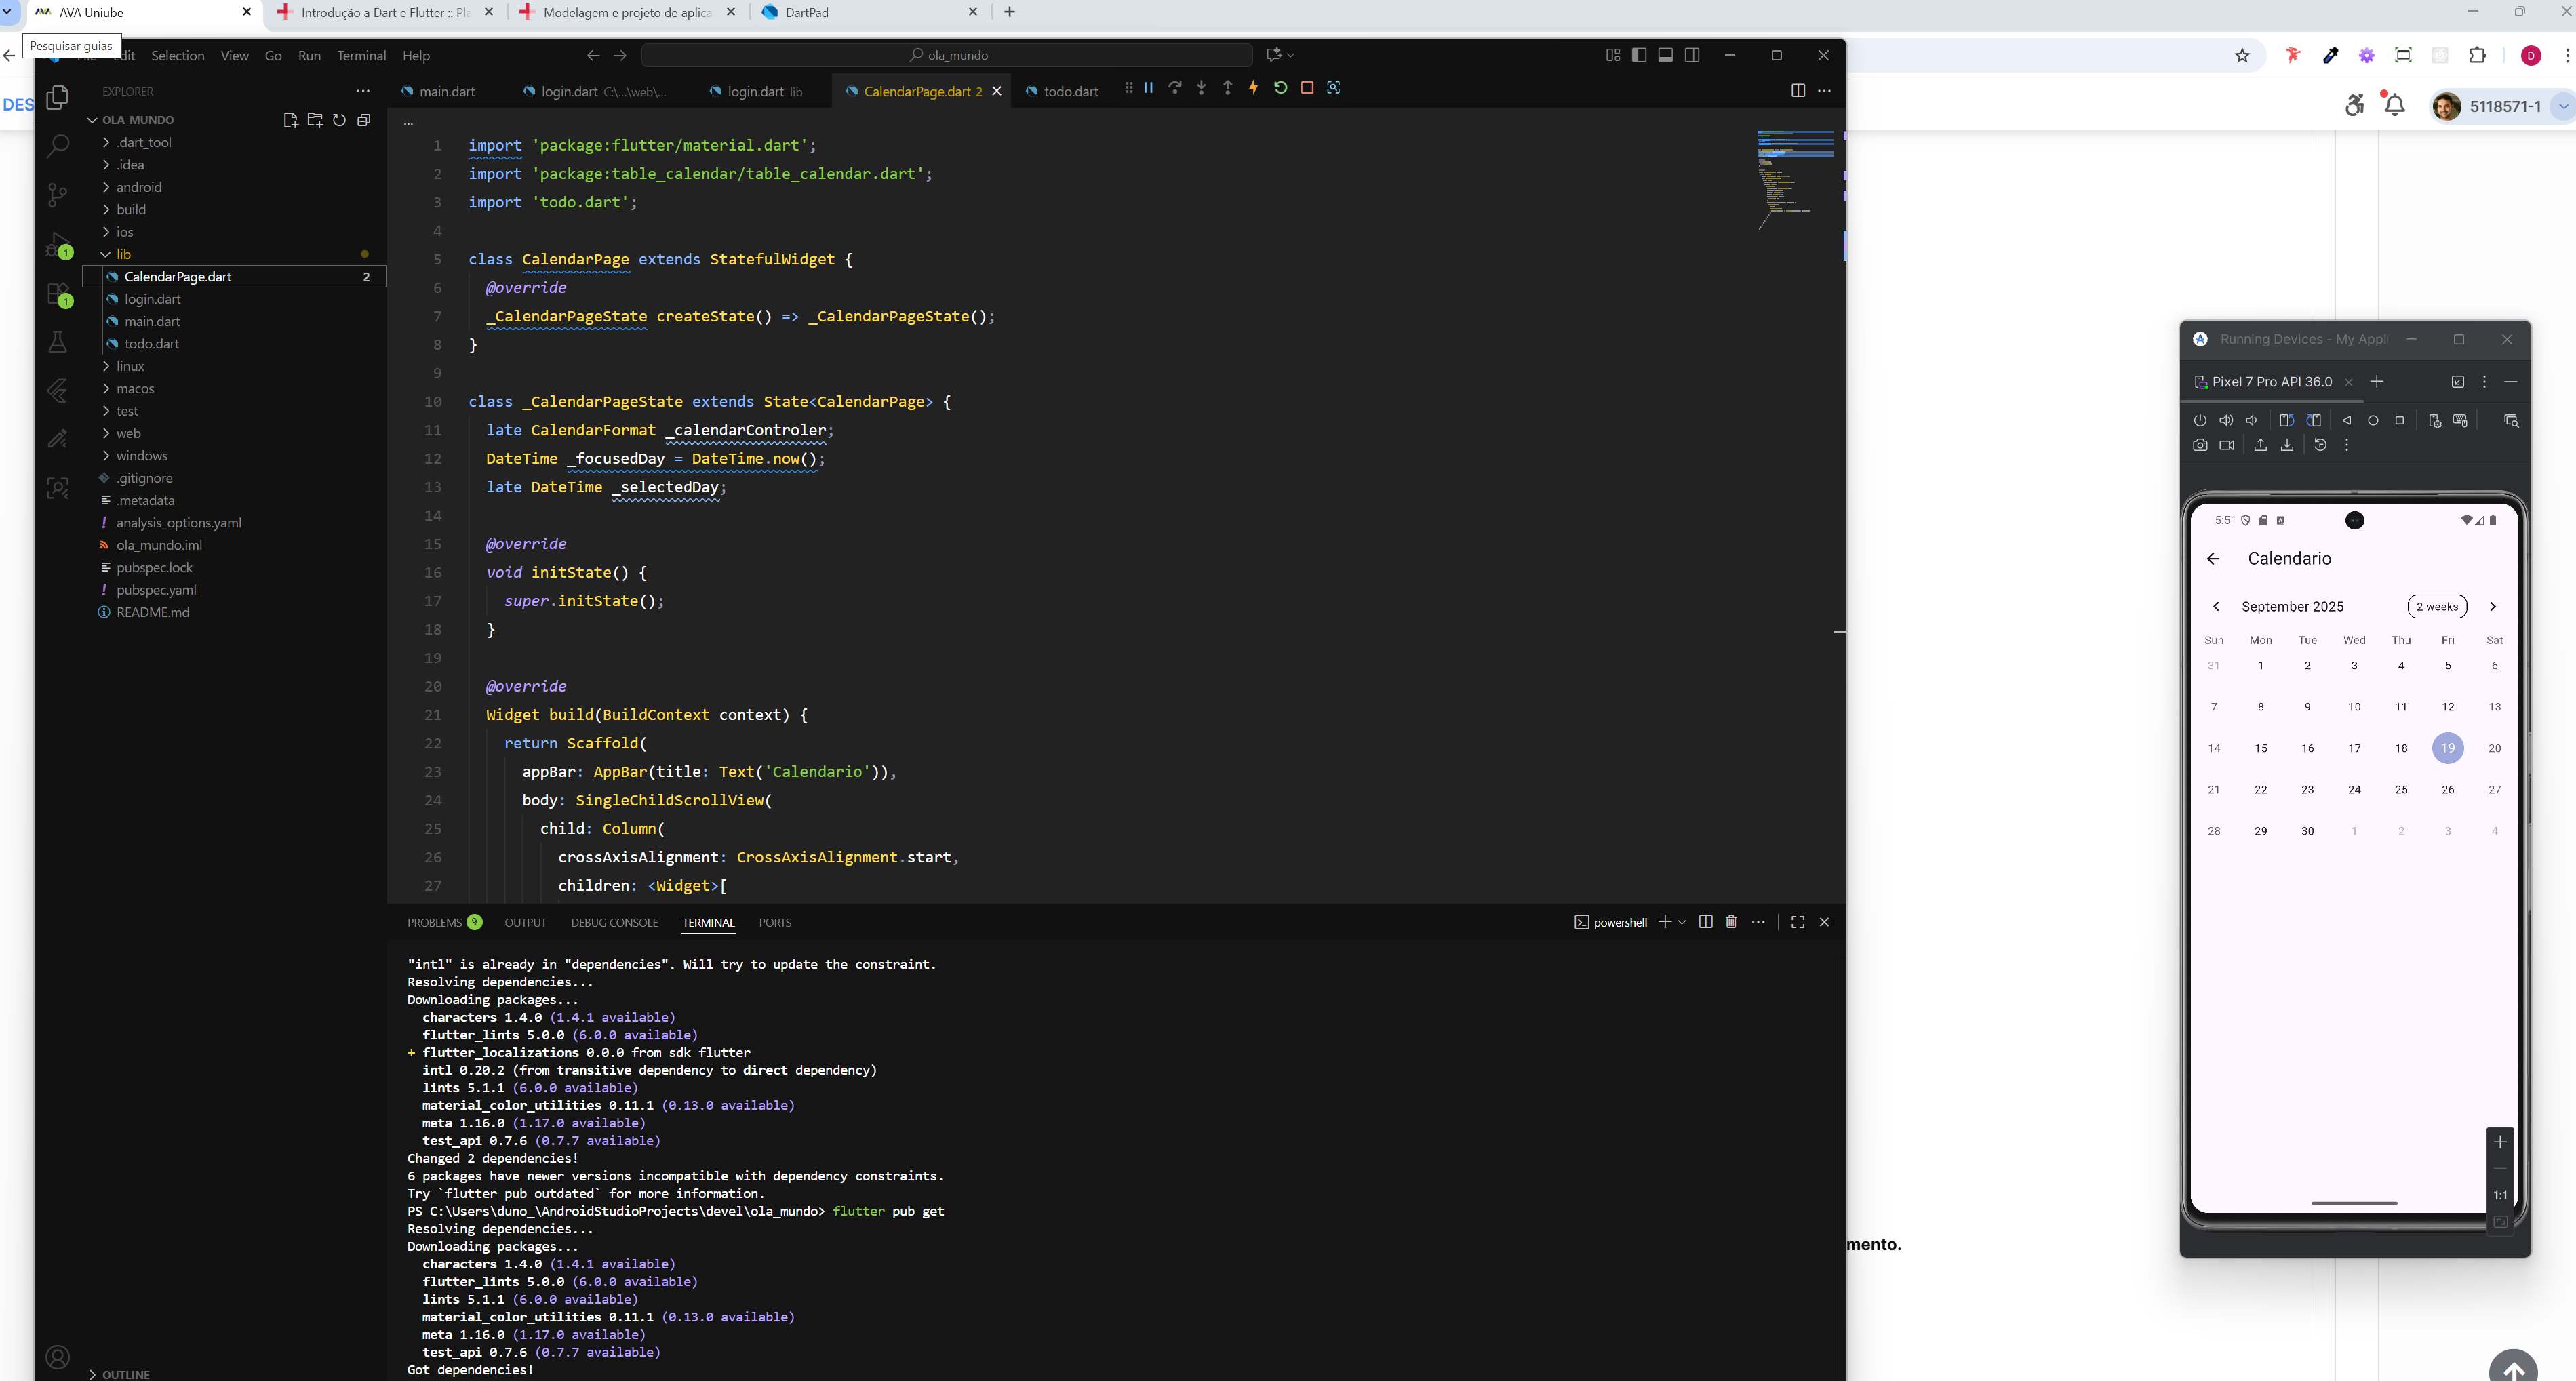 AVA Uniube
Introdução a Dart e Flutter :: Pla
Modelagem e projeto de aplica
DartPad
Pesquisar guias
Edit Selection View Go Run Terminal Help
ola_mundo
DES
5118571-1
EXPLORER
OLA_MUNDO
.dart_tool
.idea
android
build
ios
lib
CalendarPage.dart 2
login.dart
main.dart
todo.dart
linux
macos
test
web
windows
.gitignore
.metadata
analysis_options.yaml
ola_mundo.iml
pubspec.lock
pubspec.yaml
README.md
OUTLINE
1
1
main.dart
login.dart C:\...\web\...
login.dart lib
CalendarPage.dart 2
todo.dart
...
1 import 'package:flutter/material.dart';
2 import 'package:table_calendar/table_calendar.dart';
3 import 'todo.dart';
4
5 class CalendarPage extends StatefulWidget {
6 @override
7 _CalendarPageState createState() => _CalendarPageState();
8 }
9
10 class _CalendarPageState extends State<CalendarPage> {
11 late CalendarFormat _calendarControler;
12 DateTime _focusedDay = DateTime.now();
13 late DateTime _selectedDay;
14
15 @override
16 void initState() {
17 super.initState();
18 }
19
20 @override
21 Widget build(BuildContext context) {
22 return Scaffold(
23 appBar: AppBar(title: Text('Calendario')),
24 body: SingleChildScrollView(
25 child: Column(
26 crossAxisAlignment: CrossAxisAlignment.start,
27 children: <Widget>[
PROBLEMS 9 OUTPUT DEBUG CONSOLE TERMINAL PORTS
powershell
"intl" is already in "dependencies". Will try to update the constraint.
Resolving dependencies...
Downloading packages...
characters 1.4.0 (1.4.1 available)
flutter_lints 5.0.0 (6.0.0 available)
+ flutter_localizations 0.0.0 from sdk flutter
intl 0.20.2 (from transitive dependency to direct dependency)
lints 5.1.1 (6.0.0 available)
material_color_utilities 0.11.1 (0.13.0 available)
meta 1.16.0 (1.17.0 available)
test_api 0.7.6 (0.7.7 available)
Changed 2 dependencies!
6 packages have newer versions incompatible with dependency constraints.
Try `flutter pub outdated` for more information.
PS C:\Users\duno_\AndroidStudioProjects\devel\ola_mundo> flutter pub get
Resolving dependencies...
Downloading packages...
characters 1.4.0 (1.4.1 available)
flutter_lints 5.0.0 (6.0.0 available)
lints 5.1.1 (6.0.0 available)
material_color_utilities 0.11.1 (0.13.0 available)
meta 1.16.0 (1.17.0 available)
test_api 0.7.6 (0.7.7 available)
Got dependencies!
mento.
D
Running Devices - My Appli
Pixel 7 Pro API 36.0
5:51
Calendario
September 2025
2 weeks
Sun Mon Tue Wed Thu Fri Sat
31 1 2 3 4 5 6
7 8 9 10 11 12 13
14 15 16 17 18 19 20
21 22 23 24 25 26 27
28 29 30 1 2 3 4
1:1